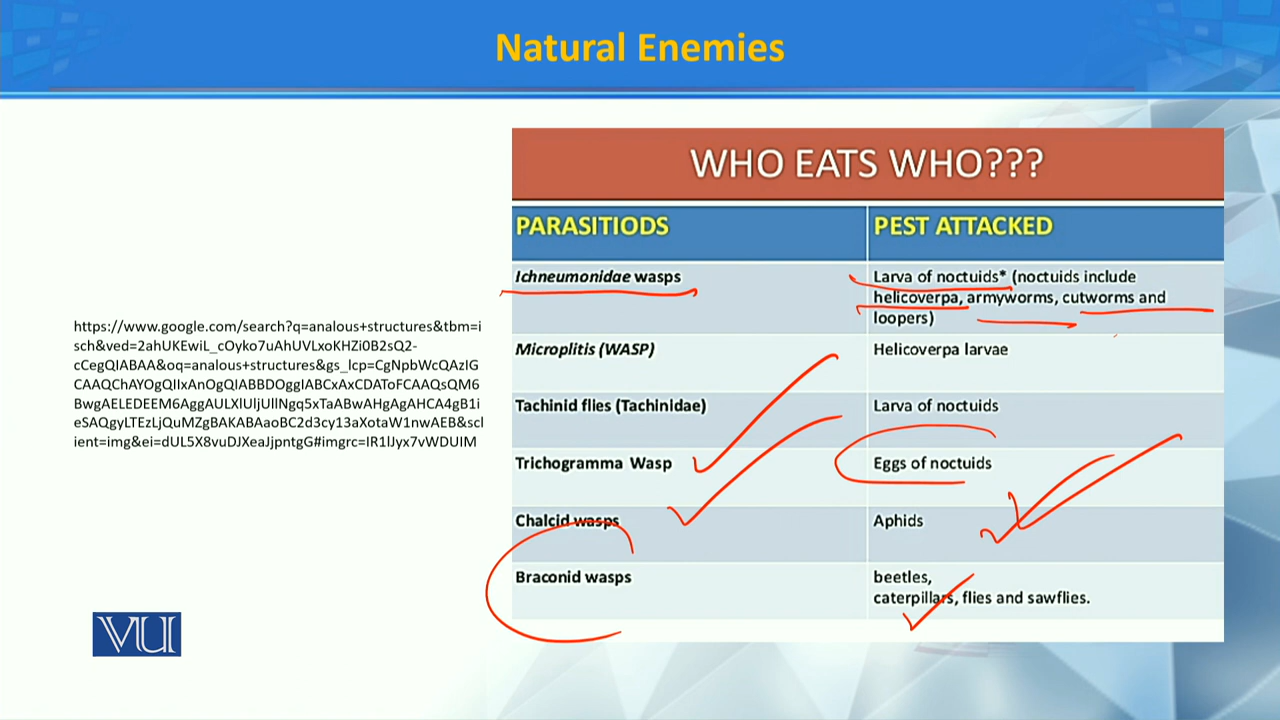 Natural Enemies
WHO EATS WHO???
PARASITIODS
PEST ATTACKED
Ichneumonidae wasps
Larva of noctuids* (noctuids include
helicoverpa, armyworms, cutworms and
loopers)
Microplitis (WASP)
Helicoverpa larvae
Tachinid flies (Tachinidae)
Larva of noctuids
Trichogramma Wasp
Eggs of noctuids
Chalcid wasps
Aphids
Braconid wasps
beetles,
caterpillars, flies and sawflies.
https://www.google.com/search?q=analous+structures&tbm=i
sch&ved=2ahUKEwiL_cOyko7uAhUVLxoKHZi0B2sQ2-
cCegQIABAA&oq=analous+structures&gs_lcp=CgNpbWcQAzIG
CAAQChAYOgQIIxAnOgQIABBDOggIABCxAxCDAToFCAAQsQM6
BwgAELEDEEM6AggAULXlUljUllNgq5xTaABwAHgAgAHCA4gB1i
eSAQgyLTEzLjQuMZgBAKABAaoBC2d3cy13aXotaW1nwAEB&scl
ient=img&ei=dUL5X8vuDJXeaJjpntgG#imgrc=IR1lJyx7vWDUIM
VU